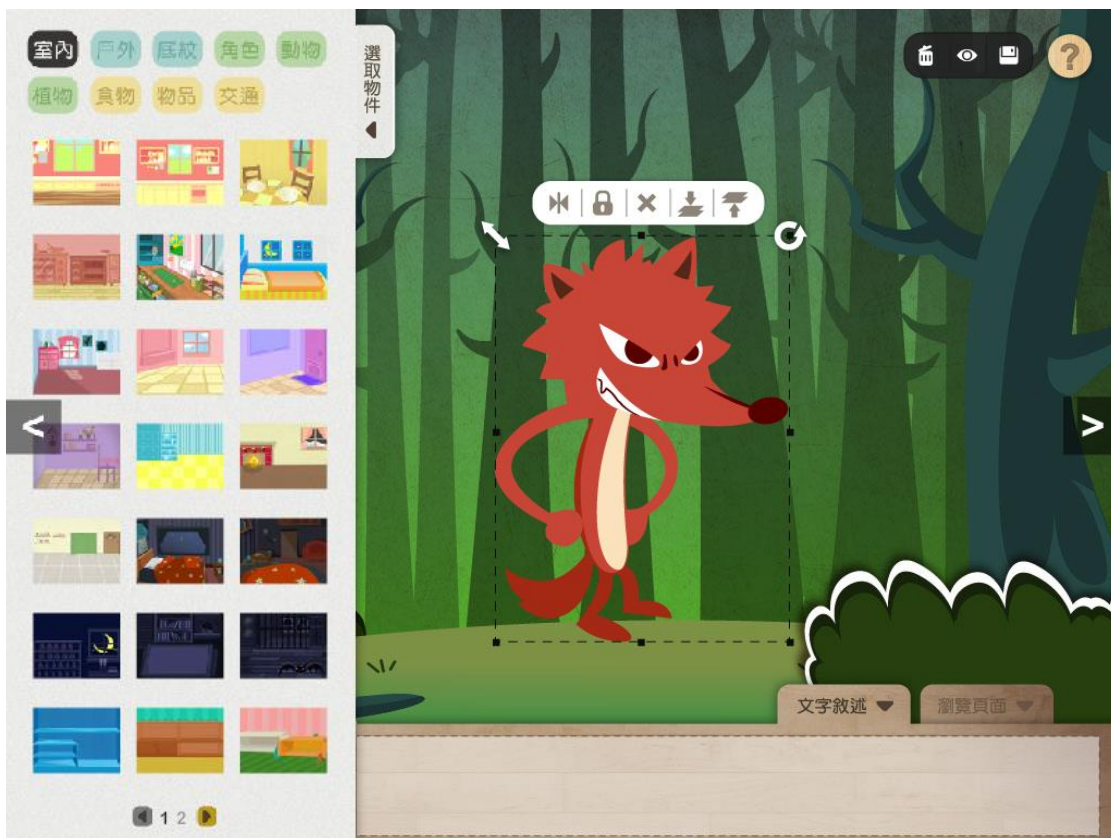 室內 戶外 底紋 角色 動物
植物 食物 物品 交通
選取物件
?
<
>
文字敘述 瀏覽頁面
1 2